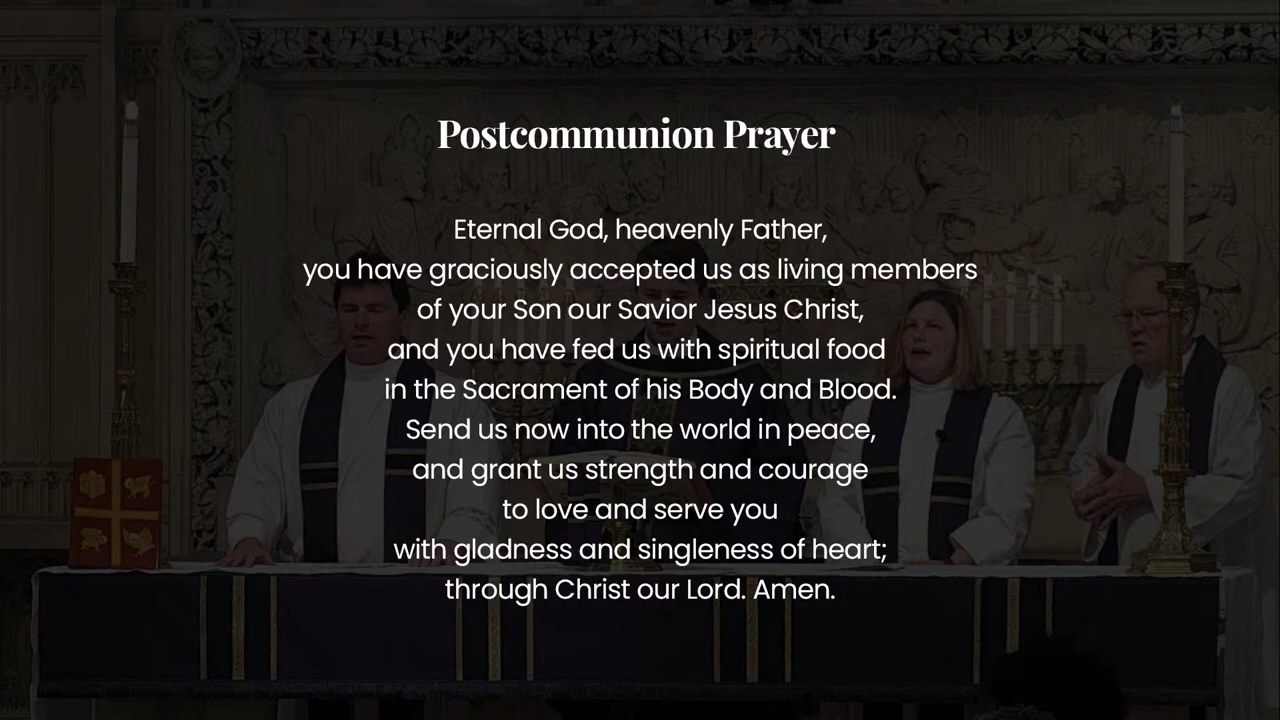 Postcommunion Prayer
Eternal God, heavenly Father,
you have graciously accepted us as living members
of your Son our Savior Jesus Christ,
and you have fed us with spiritual food
in the Sacrament of his Body and Blood.
Send us now into the world in peace,
and grant us strength and courage
to love and serve you
with gladness and singleness of heart;
through Christ our Lord. Amen.